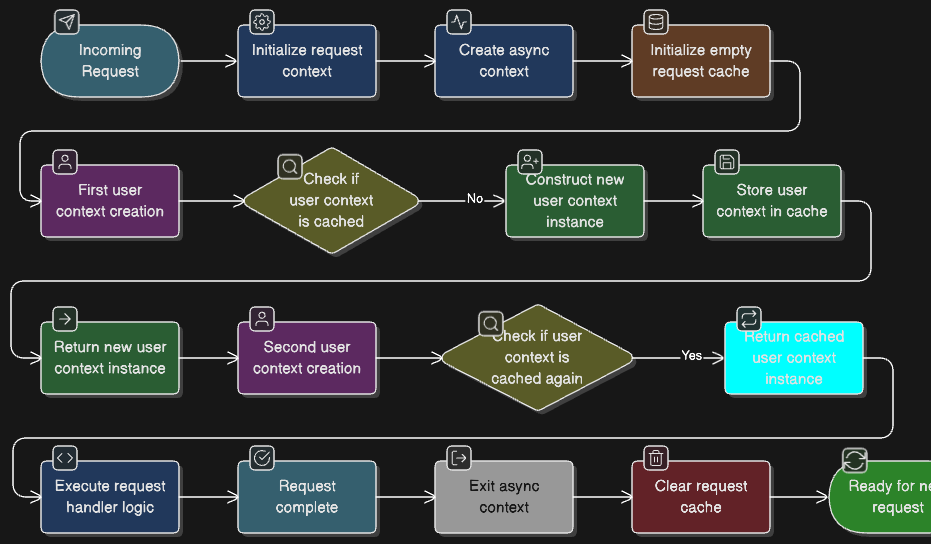 Incoming
Request
Initialize request
context
Create async
context
Initialize empty
request cache
First user
context creation
Check if
user context
is cached
No
Construct new
user context
instance
Store user
context in cache
Return new user
context instance
Second user
context creation
Check if user
context is
cached again
Yes
Return cached
user context
instance
Execute request
handler logic
Request
complete
Exit async
context
Clear request
cache
Ready for
request